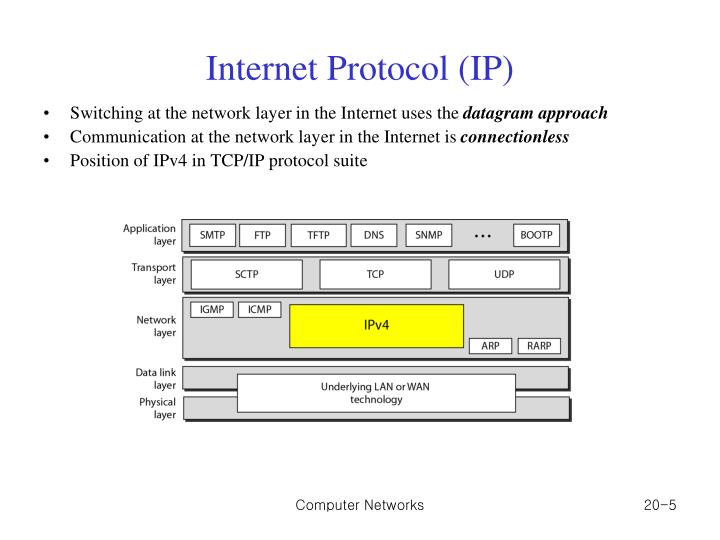 Internet Protocol (IP)
• Switching at the network layer in the Internet uses the datagram approach
• Communication at the network layer in the Internet is connectionless
• Position of IPv4 in TCP/IP protocol suite
Application
layer
SMTP FTP TFTP DNS SNMP ... BOOTP
Transport
layer
SCTP TCP UDP
Network
layer
IGMP ICMP
IPv4
ARP RARP
Data link
layer
Physical
layer
Underlying LAN or WAN
technology
Computer Networks
20-5